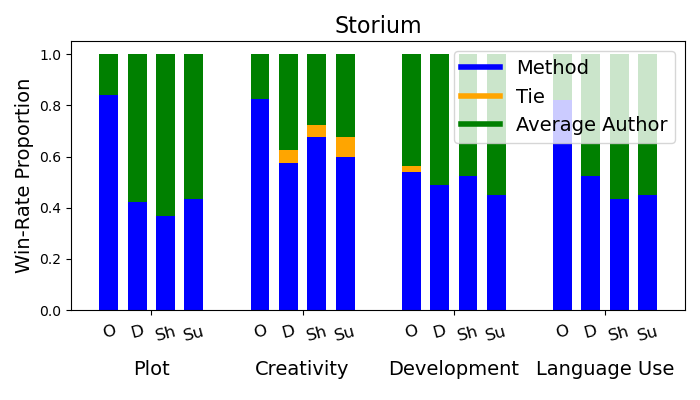 Storium
Win-Rate Proportion
1.0
0.8
0.6
0.4
0.2
0.0
Method
Tie
Average Author
O D Sh Su O D Sh Su O D Sh Su O D Sh Su
Plot Creativity Development Language Use